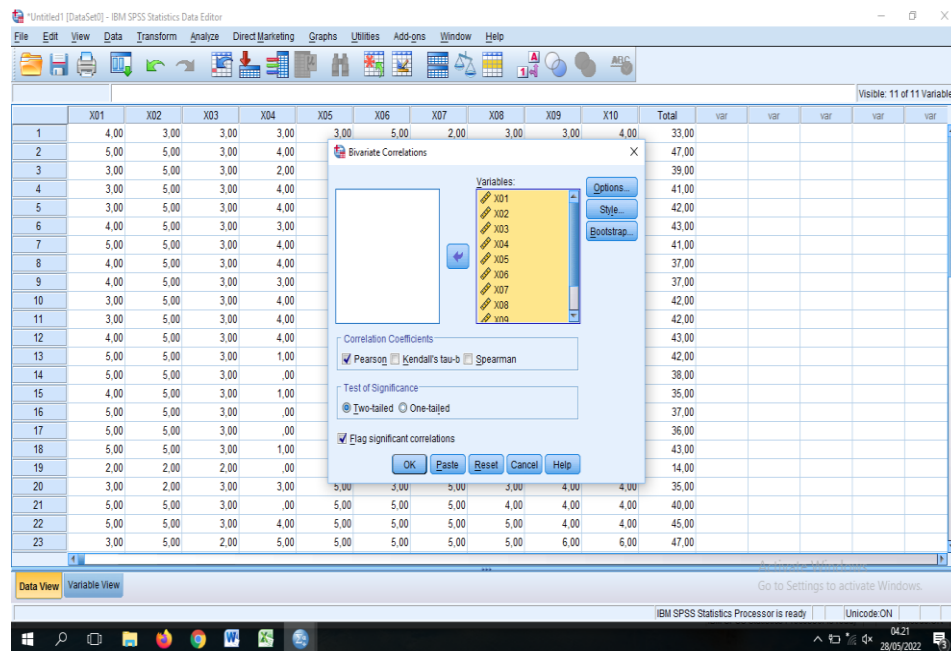 *Untitled1 [DataSet0] - IBM SPSS Statistics Data Editor
File Edit View Data Transform Analyze Direct Marketing Graphs Utilities Add-ons Window Help
Visible: 11 of 11 Variable
X01 X02 X03 X04 X05 X06 X07 X08 X09 X10 Total var var var var var
1 4,00 3,00 3,00 3,00 3,00 5,00 2,00 3,00 3,00 4,00 33,00
2 5,00 5,00 3,00 4,00 47,00
3 3,00 5,00 3,00 2,00 39,00
4 3,00 5,00 3,00 4,00 41,00
5 3,00 5,00 3,00 4,00 42,00
6 4,00 5,00 3,00 3,00 43,00
7 5,00 5,00 3,00 4,00 41,00
8 4,00 5,00 3,00 4,00 37,00
9 4,00 5,00 3,00 3,00 37,00
10 3,00 5,00 3,00 4,00 42,00
11 3,00 5,00 3,00 4,00 42,00
12 4,00 5,00 3,00 4,00 43,00
13 5,00 5,00 3,00 1,00 42,00
14 5,00 5,00 3,00 ,00 38,00
15 4,00 5,00 3,00 1,00 35,00
16 5,00 5,00 3,00 ,00 37,00
17 5,00 5,00 3,00 ,00 36,00
18 5,00 5,00 3,00 1,00 43,00
19 2,00 2,00 2,00 ,00 14,00
20 3,00 2,00 3,00 3,00 5,00 3,00 5,00 3,00 4,00 4,00 35,00
21 5,00 5,00 3,00 ,00 5,00 5,00 5,00 4,00 4,00 4,00 40,00
22 5,00 5,00 3,00 4,00 5,00 5,00 5,00 5,00 4,00 4,00 45,00
23 3,00 5,00 2,00 5,00 5,00 5,00 5,00 5,00 6,00 6,00 47,00
Bivariate Correlations
Variables:
X01
X02
X03
X04
X05
X06
X07
X08
X09
Options...
Style...
Bootstrap...
Correlation Coefficients
Pearson Kendall's tau-b Spearman
Test of Significance
Two-tailed One-tailed
Flag significant correlations
OK Paste Reset Cancel Help
Data View Variable View
Go to Settings to activate Windows.
IBM SPSS Statistics Processor is ready Unicode:ON
04.21
28/05/2022